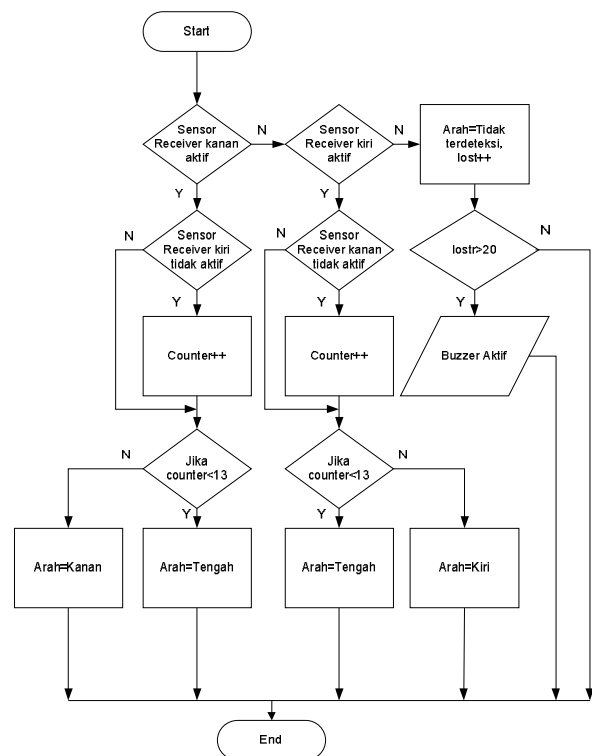 Start
Sensor
Receiver kanan
aktif
N
Sensor
Receiver kiri
aktif
N
Arah=Tidak
terdeteksi,
lost++
Y
Y
N
Sensor
Receiver kiri
tidak aktif
N
Sensor
Receiver kanan
tidak aktif
lostr>20
N
Y
Y
Y
Counter++
Counter++
Buzzer Aktif
N
Jika
counter<13
Jika
counter<13
N
Y
Y
Arah=Kanan
Arah=Tengah
Arah=Tengah
Arah=Kiri
End